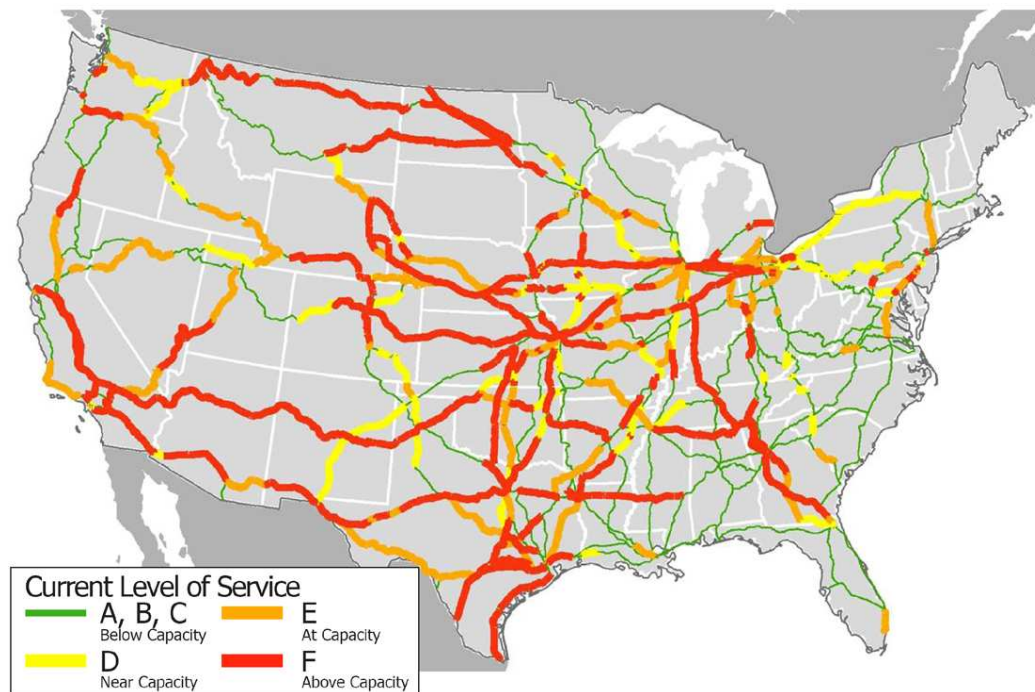 Current Level of Service
A, B, C
Below Capacity
E
At Capacity
D
Near Capacity
F
Above Capacity